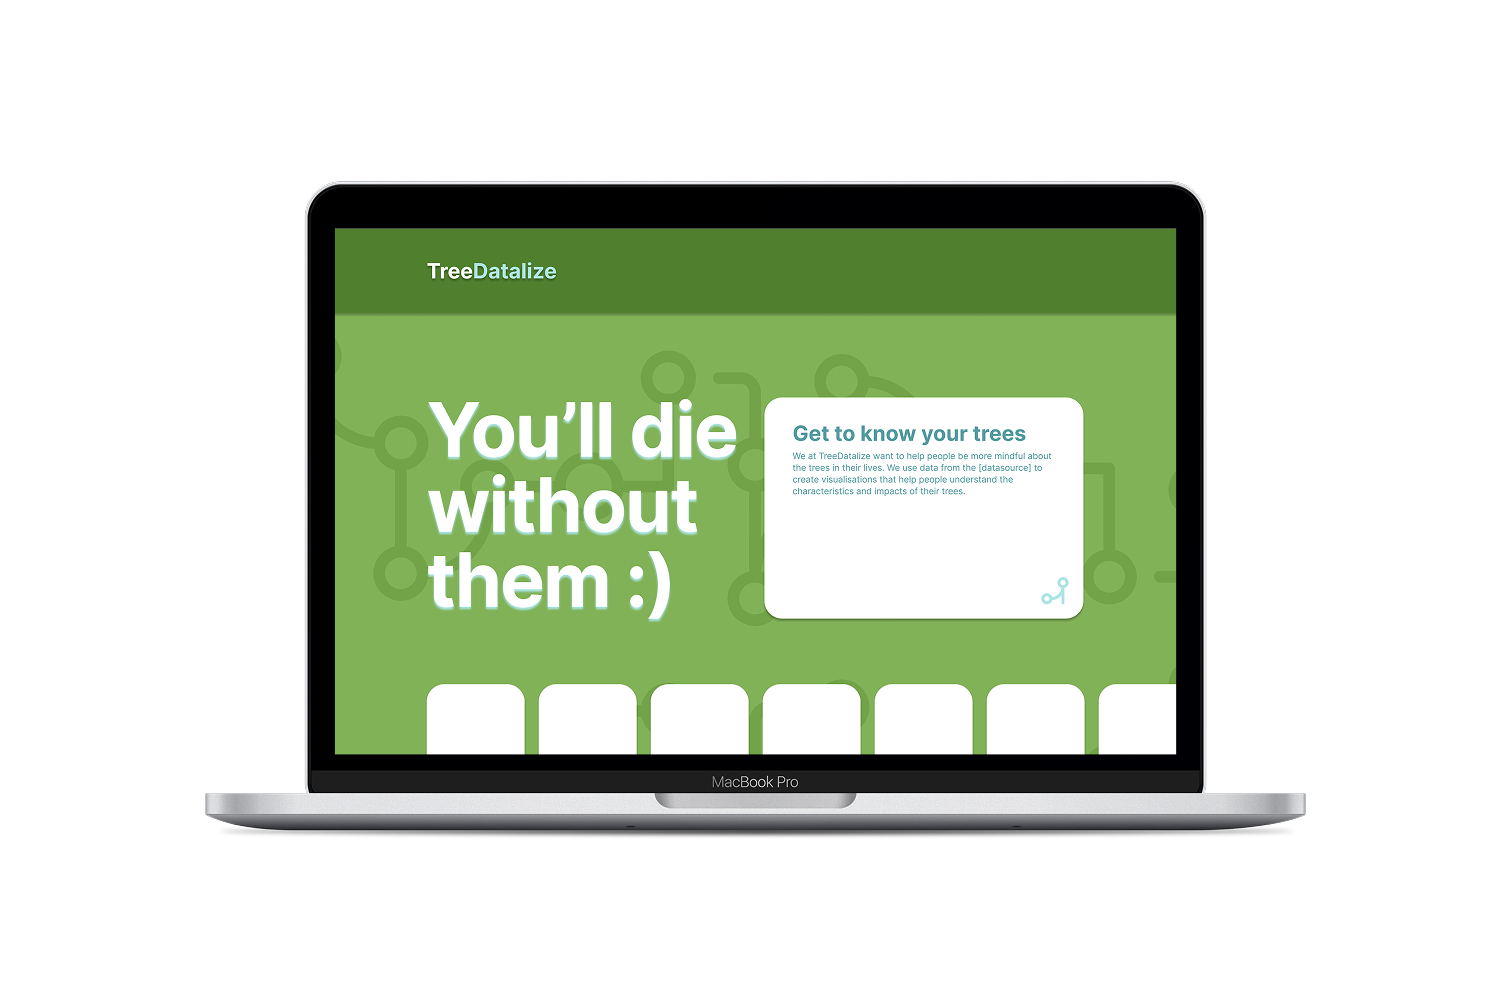 TreeDatalize
You’ll die
without
them :)
Get to know your trees
We at TreeDatalize want to help people be more mindful about
the trees in their lives. We use data from the [datasource] to
create visualisations that help people understand the
characteristics and impacts of their trees.
MacBook Pro